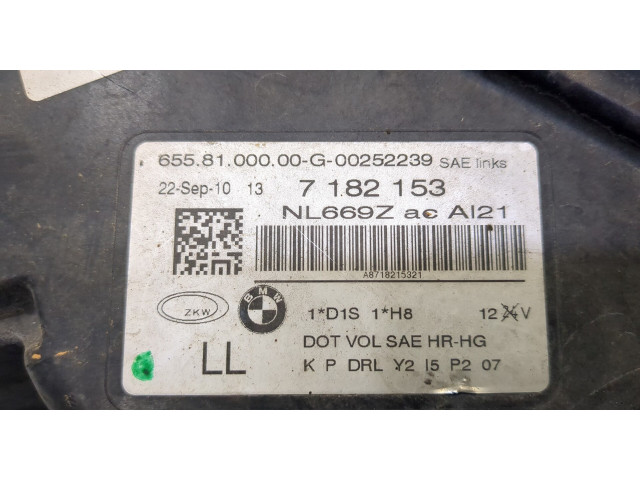 655.81.000.00-G-00252239 SAE links
22-Sep-10 13 7 182 153
NL669Z ac AI21
A8718215321
ZKW BMW 1*D1S 1*H8 12 24 V
LL DOT VOL SAE HR-HG
K P DRL Y2 I5 P2 07